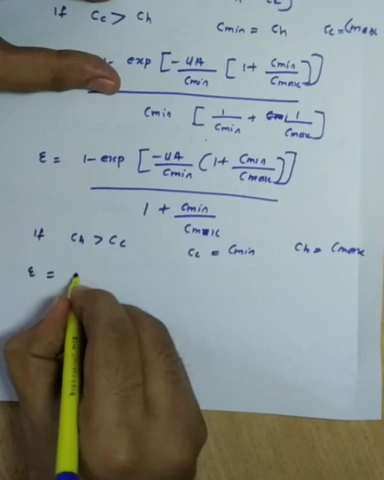 If Cc > Ch Cmin = Ch Cc = Cmax
exp [-UA/Cmin [1 + Cmin/Cmax]]
Cmin [1/Cmin + 1/Cmax]
ε = 1 - exp [-UA/Cmin (1 + Cmin/Cmax)]
1 + Cmin/Cmax
If Ch > Cc Cc = Cmin Ch = Cmax
ε =